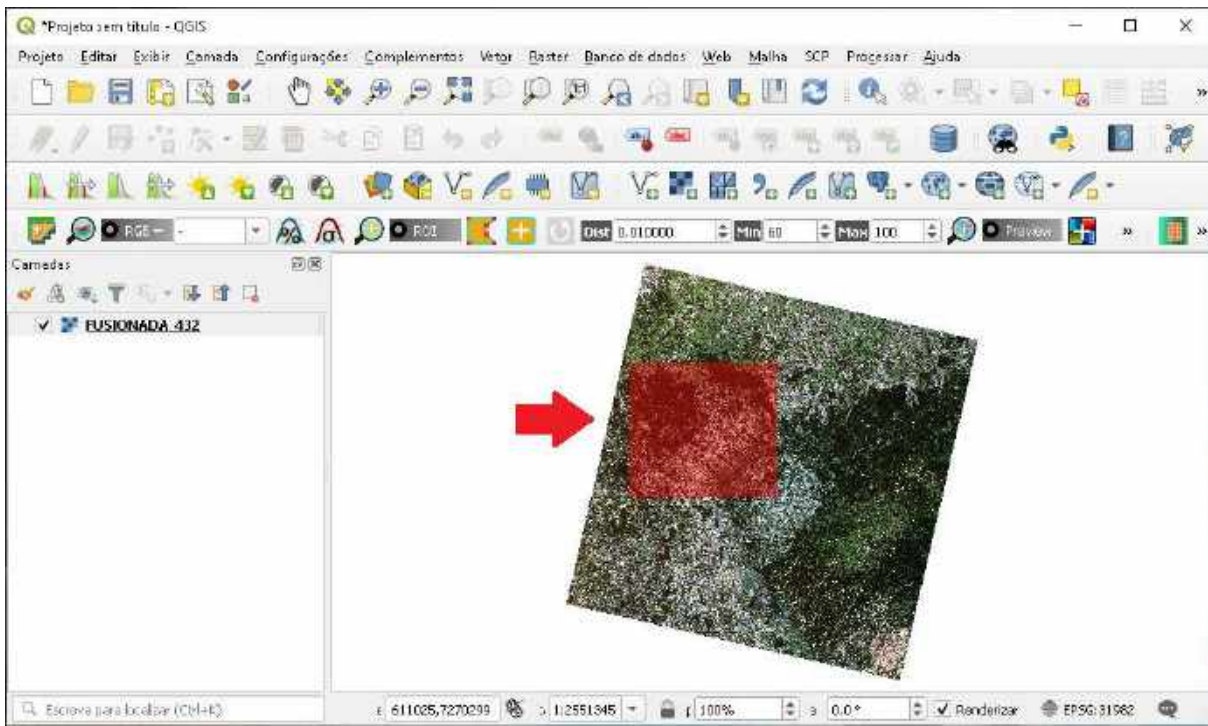 *Projeto sem título - QGIS
Projeto Editar Exibir Camada Configurações Complementos Vetor Raster Banco de dados Web Malha SCP Processar Ajuda
RGB = - ROI Dist 0.010000 Min 60 Max 100 Preview
Camadas
FUSIONADA_432
Escreva para localizar (Ctrl+K) 611025,7270299 1:2551345 100% 0.0 ° Renderizar EPSG:31982